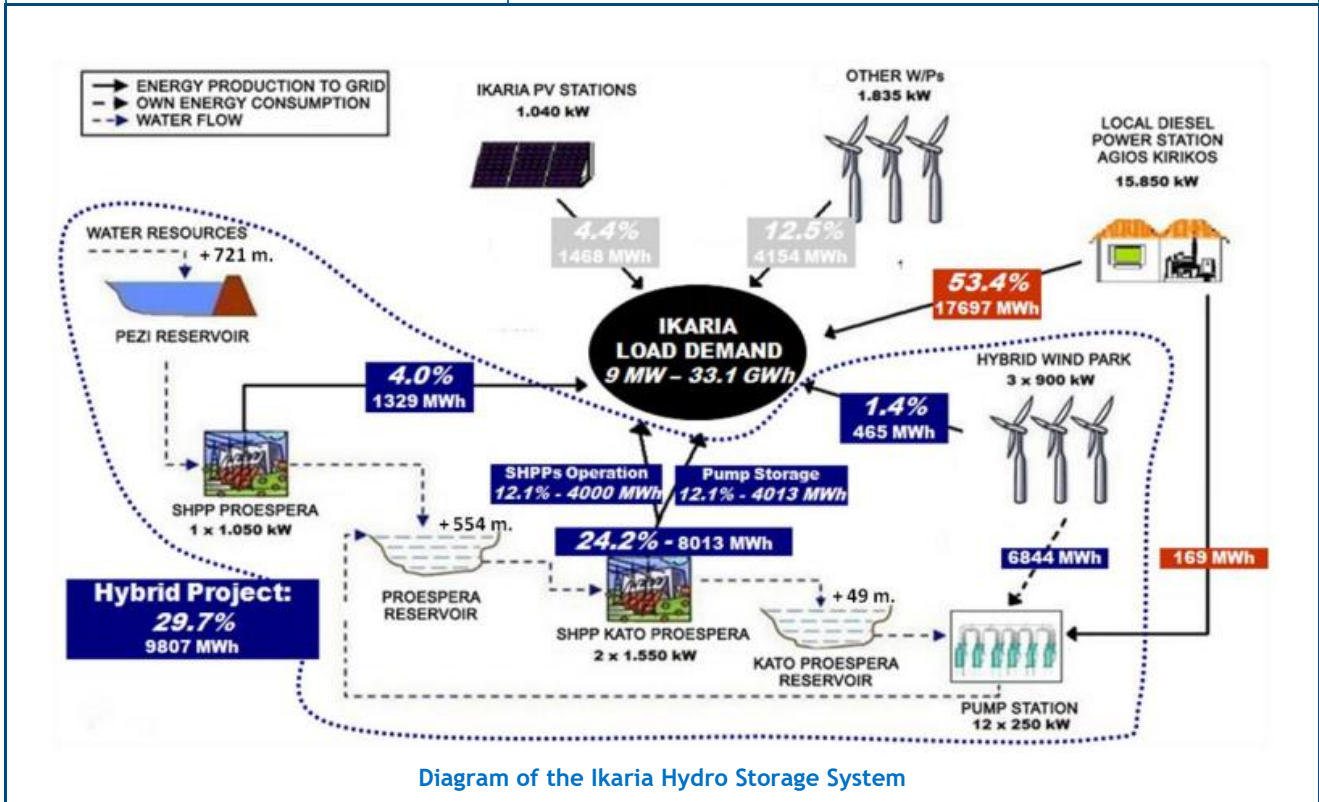 ENERGY PRODUCTION TO GRID
OWN ENERGY CONSUMPTION
WATER FLOW
IKARIA PV STATIONS
1.040 kW
OTHER W/Ps
1.835 kW
LOCAL DIESEL
POWER STATION
AGIOS KIRIKOS
15.850 kW
4.4%
1468 MWh
12.5%
4154 MWh
53.4%
17697 MWh
WATER RESOURCES
+ 721 m.
PEZI RESERVOIR
IKARIA
LOAD DEMAND
9 MW – 33.1 GWh
HYBRID WIND PARK
3 x 900 kW
4.0%
1329 MWh
1.4%
465 MWh
SHPP PROESPERA
1 x 1.050 kW
SHPPs Operation
12.1% - 4000 MWh
Pump Storage
12.1% - 4013 MWh
+ 554 m.
24.2% - 8013 MWh
6844 MWh
169 MWh
PROESPERA
RESERVOIR
Hybrid Project:
29.7%
9807 MWh
SHPP KATO PROESPERA
2 x 1.550 kW
+ 49 m.
KATO PROESPERA
RESERVOIR
PUMP STATION
12 x 250 kW
Diagram of the Ikaria Hydro Storage System